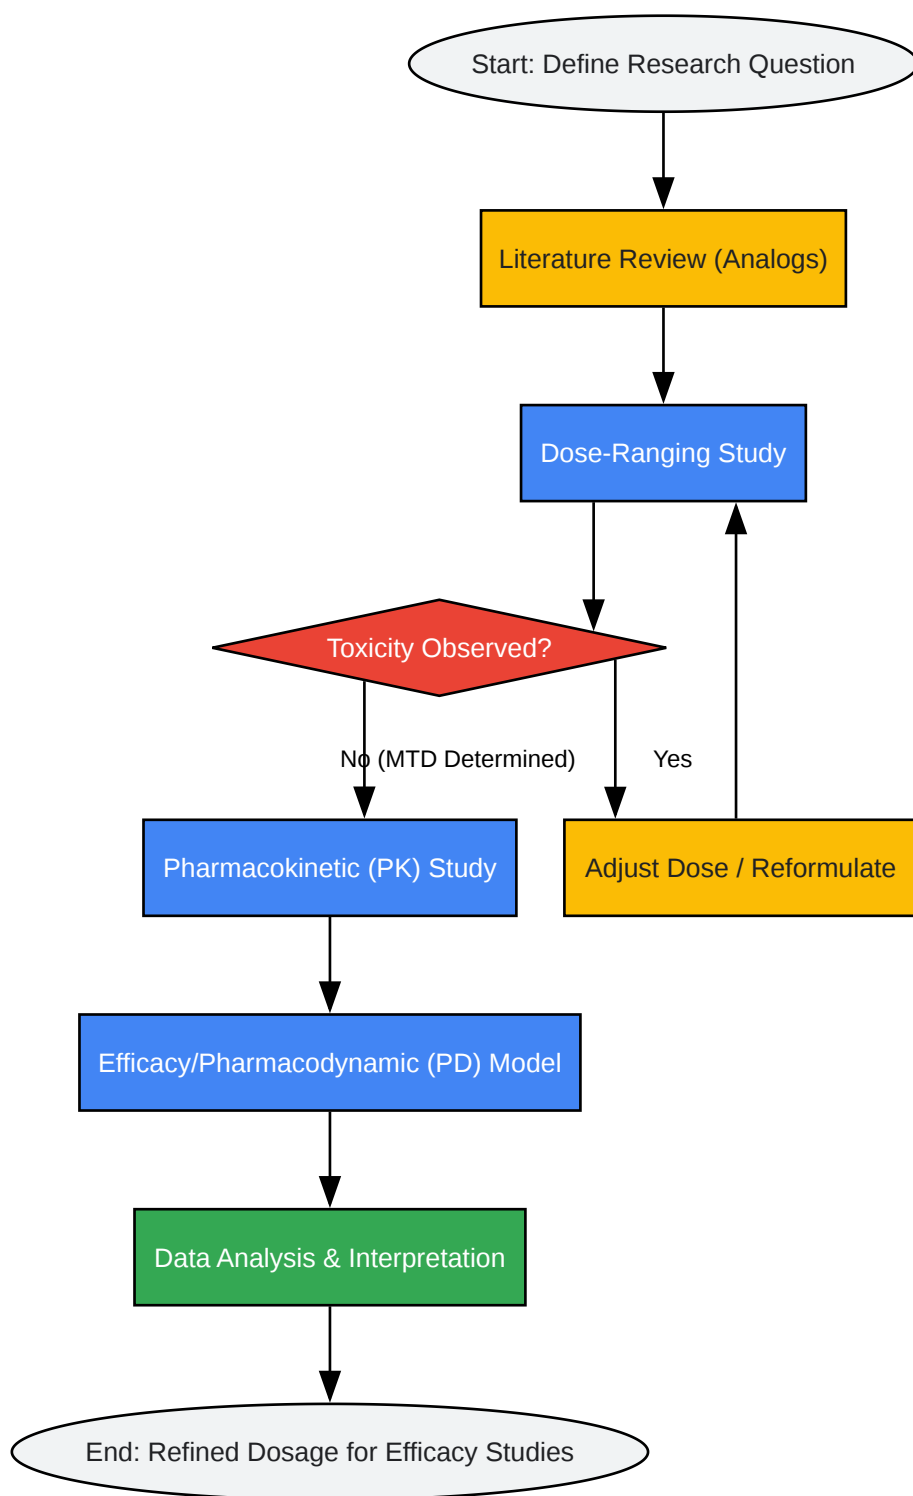 Start: Define Research Question
Literature Review (Analogs)
Dose-Ranging Study
Toxicity Observed?
No (MTD Determined)
Yes
Pharmacokinetic (PK) Study
Adjust Dose / Reformulate
Efficacy/Pharmacodynamic (PD) Model
Data Analysis & Interpretation
End: Refined Dosage for Efficacy Studies